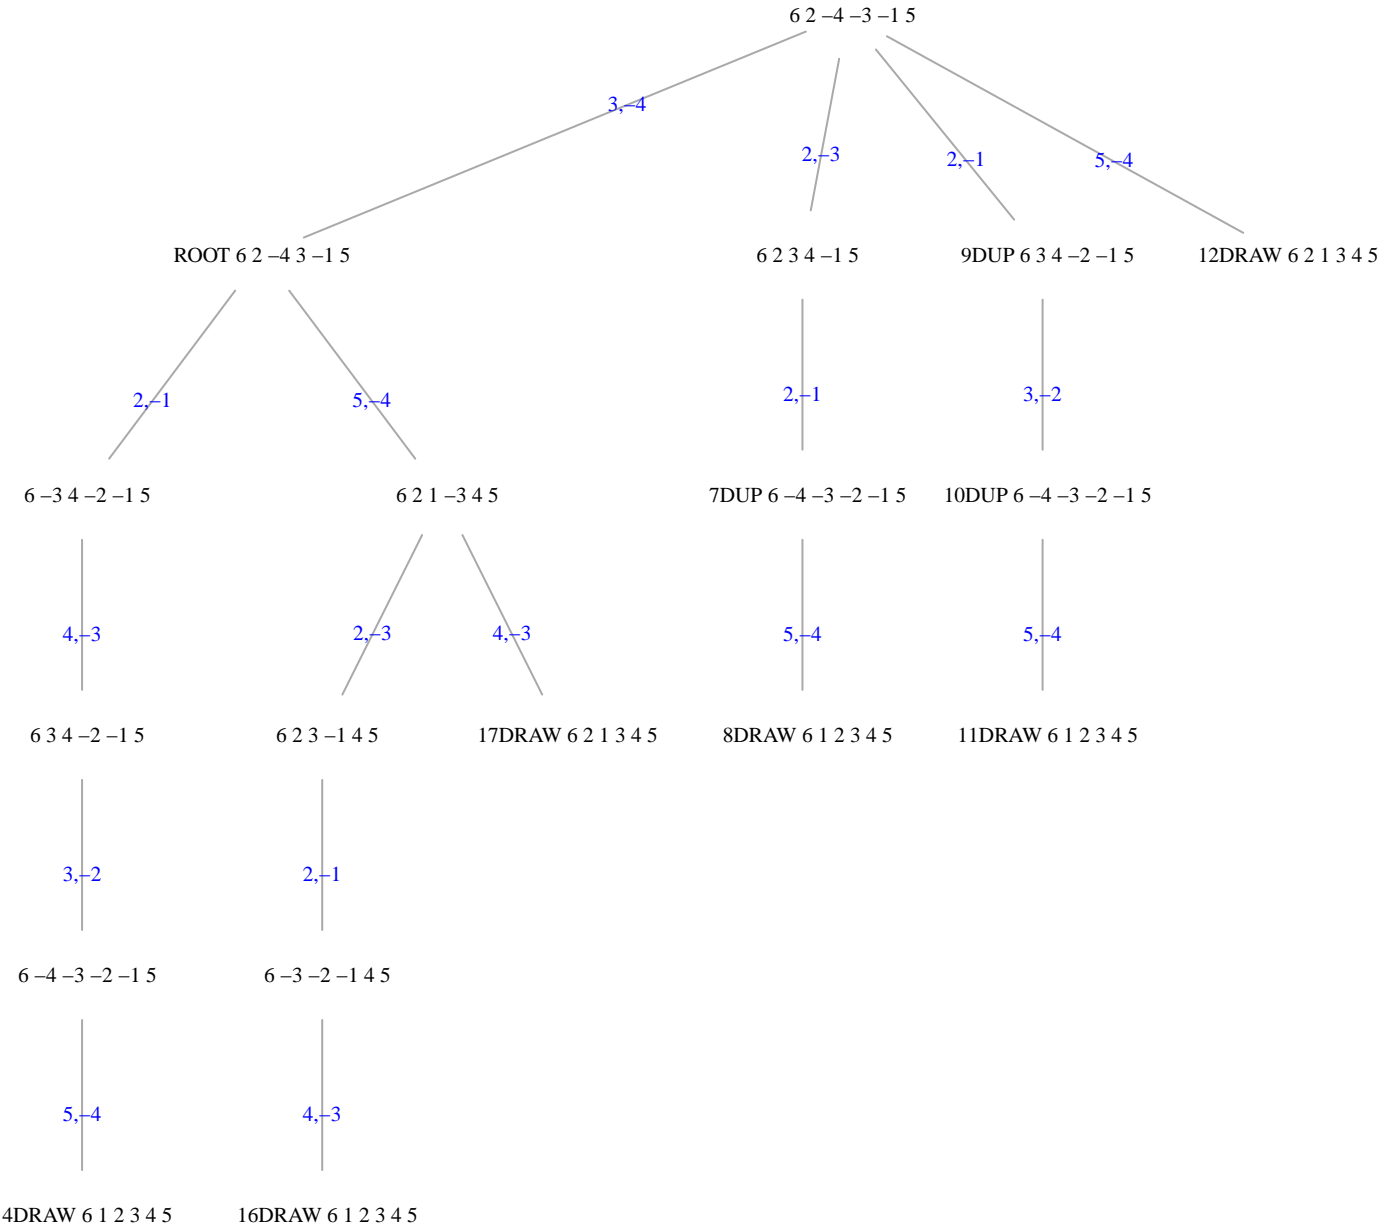 6 2 –4 –3 –1 5
3,–4
2,–3
2,–1
5,–4
ROOT 6 2 –4 3 –1 5
6 2 3 4 –1 5
9DUP 6 3 4 –2 –1 5
12DRAW 6 2 1 3 4 5
2,–1
5,–4
2,–1
3,–2
6 –3 4 –2 –1 5
6 2 1 –3 4 5
7DUP 6 –4 –3 –2 –1 5
10DUP 6 –4 –3 –2 –1 5
4,–3
2,–3
4,–3
5,–4
5,–4
6 3 4 –2 –1 5
6 2 3 –1 4 5
17DRAW 6 2 1 3 4 5
8DRAW 6 1 2 3 4 5
11DRAW 6 1 2 3 4 5
3,–2
2,–1
6 –4 –3 –2 –1 5
6 –3 –2 –1 4 5
5,–4
4,–3
4DRAW 6 1 2 3 4 5
16DRAW 6 1 2 3 4 5